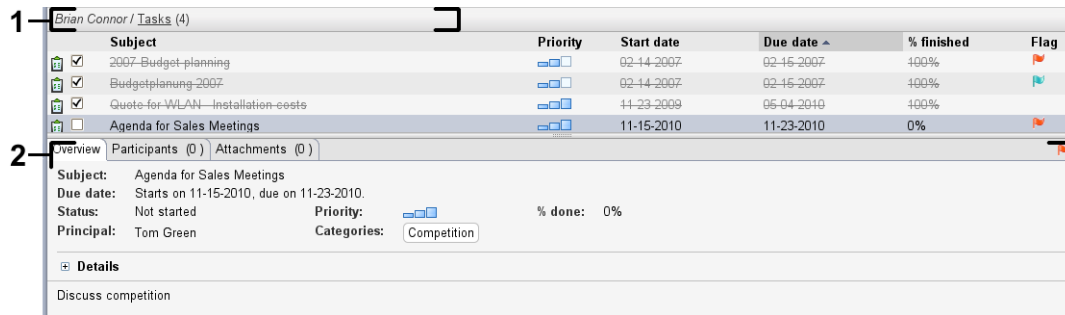 1
Brian Connor / Tasks (4)
Subject Priority Start date Due date % finished Flag
2007 Budget planning 02-14-2007 02-15-2007 100%
Budgetplanung 2007 02-14-2007 02-15-2007 100%
Quote for WLAN - Installation costs 11-23-2009 05-04-2010 100%
Agenda for Sales Meetings 11-15-2010 11-23-2010 0%
2
Overview Participants (0) Attachments (0)
Subject: Agenda for Sales Meetings
Due date: Starts on 11-15-2010, due on 11-23-2010.
Status: Not started Priority: % done: 0%
Principal: Tom Green Categories: Competition
Details
Discuss competition